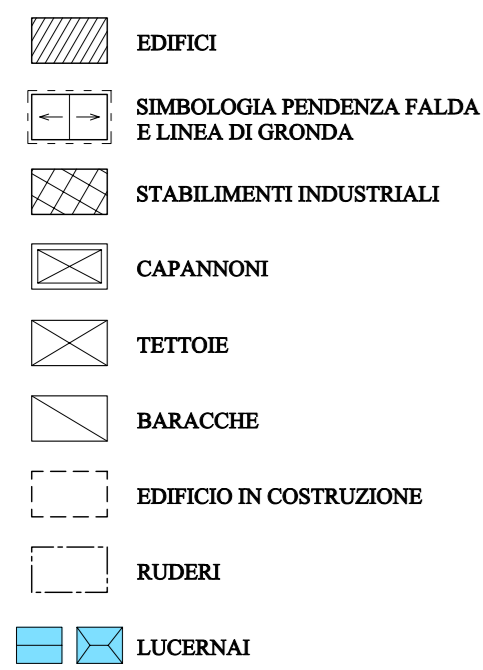 EDIFICI
SIMBOLOGIA PENDENZA FALDA
E LINEA DI GRONDA
STABILIMENTI INDUSTRIALI
CAPANNONI
TETTOIE
BARACCHE
EDIFICIO IN COSTRUZIONE
RUDERI
LUCERNAI